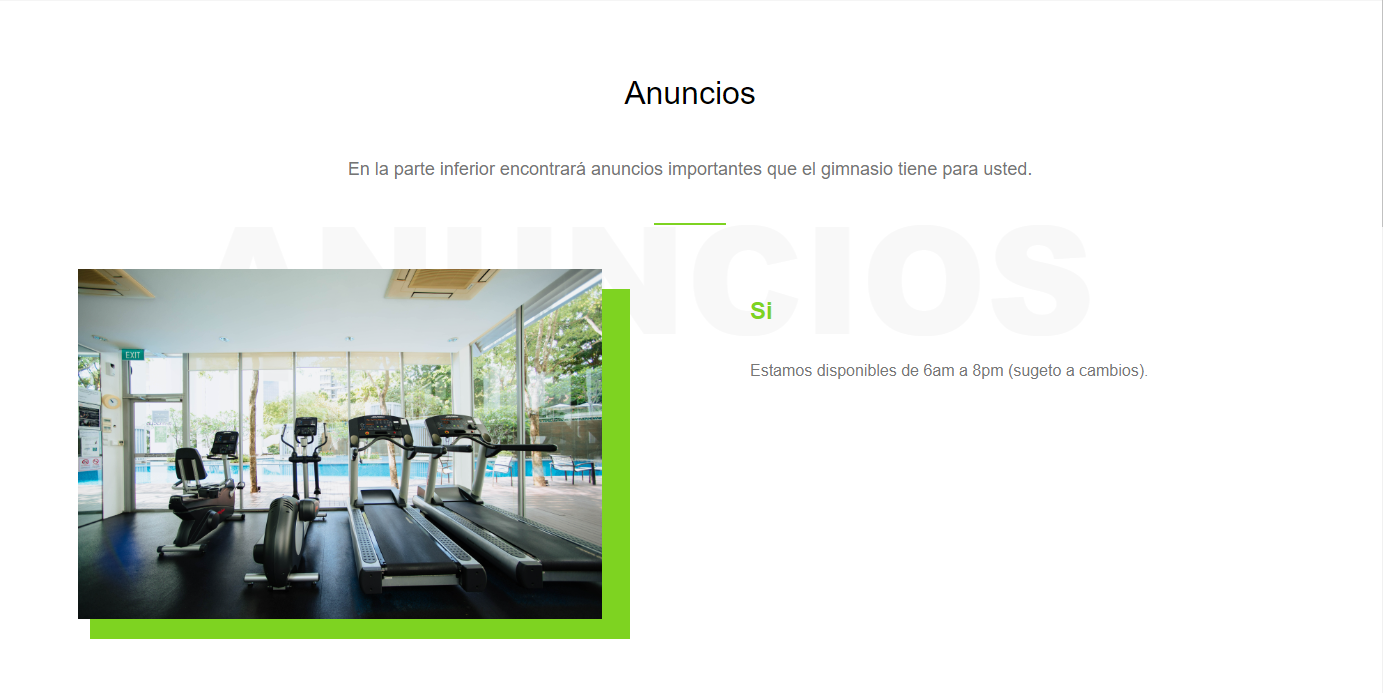 Anuncios
En la parte inferior encontrará anuncios importantes que el gimnasio tiene para usted.
ANUNCIOS
EXIT
Si
Estamos disponibles de 6am a 8pm (sugeto a cambios).